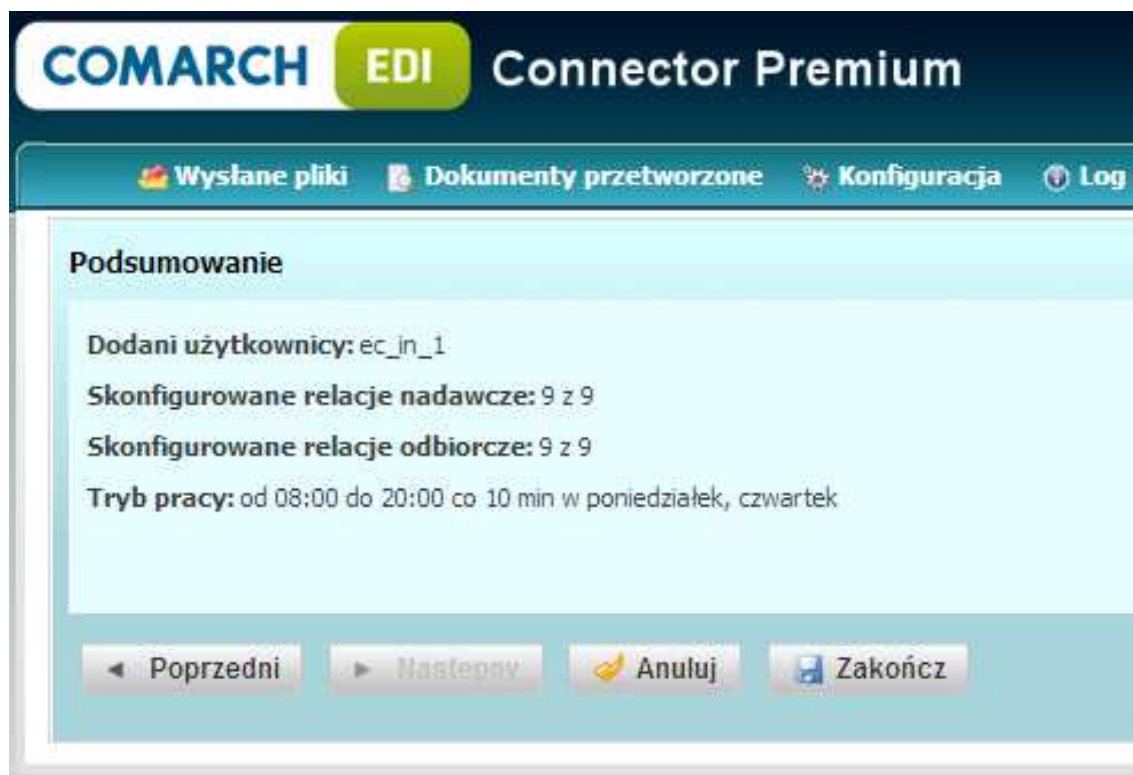 COMARCH EDI Connector Premium
Wysłane pliki Dokumenty przetworzone Konfiguracja Log
Podsumowanie
Dodani użytkownicy: ec_in_1
Skonfigurowane relacje nadawcze: 9 z 9
Skonfigurowane relacje odbiorcze: 9 z 9
Tryb pracy: od 08:00 do 20:00 co 10 min w poniedziałek, czwartek
Poprzedni Następny Anuluj Zakończ